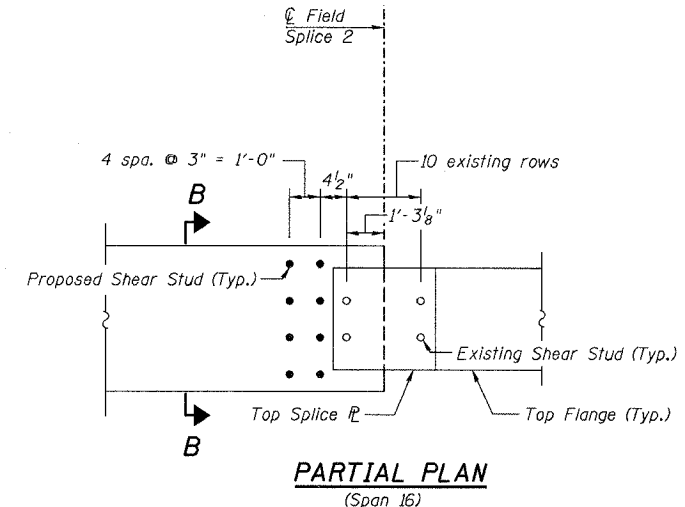 ℄ Field
Splice 2
4 spa. @ 3" = 1'-0"
10 existing rows
4½"
1'-3⅛"
B
Proposed Shear Stud (Typ.)
Existing Shear Stud (Typ.)
Top Splice ⅊
Top Flange (Typ.)
B
PARTIAL PLAN
(Span 16)